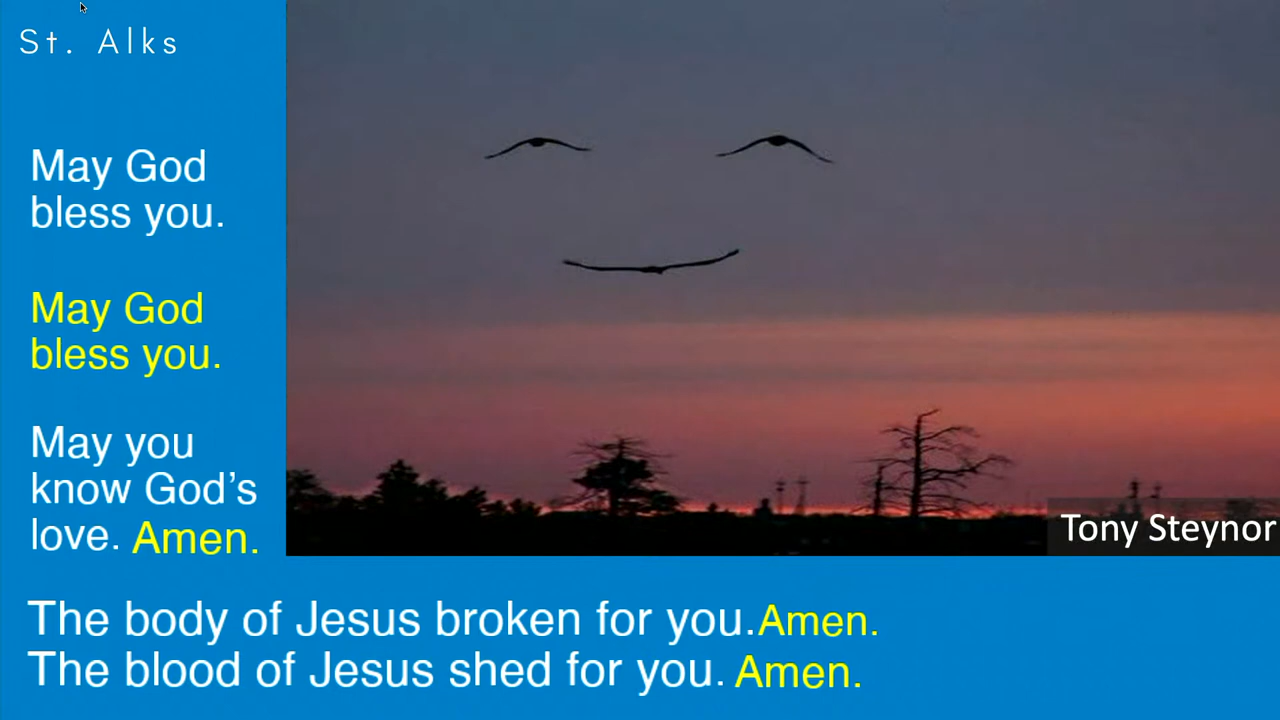 St. Alks
May God
bless you.
May God
bless you.
May you
know God’s
love. Amen.
Tony Steynor
The body of Jesus broken for you. Amen.
The blood of Jesus shed for you. Amen.